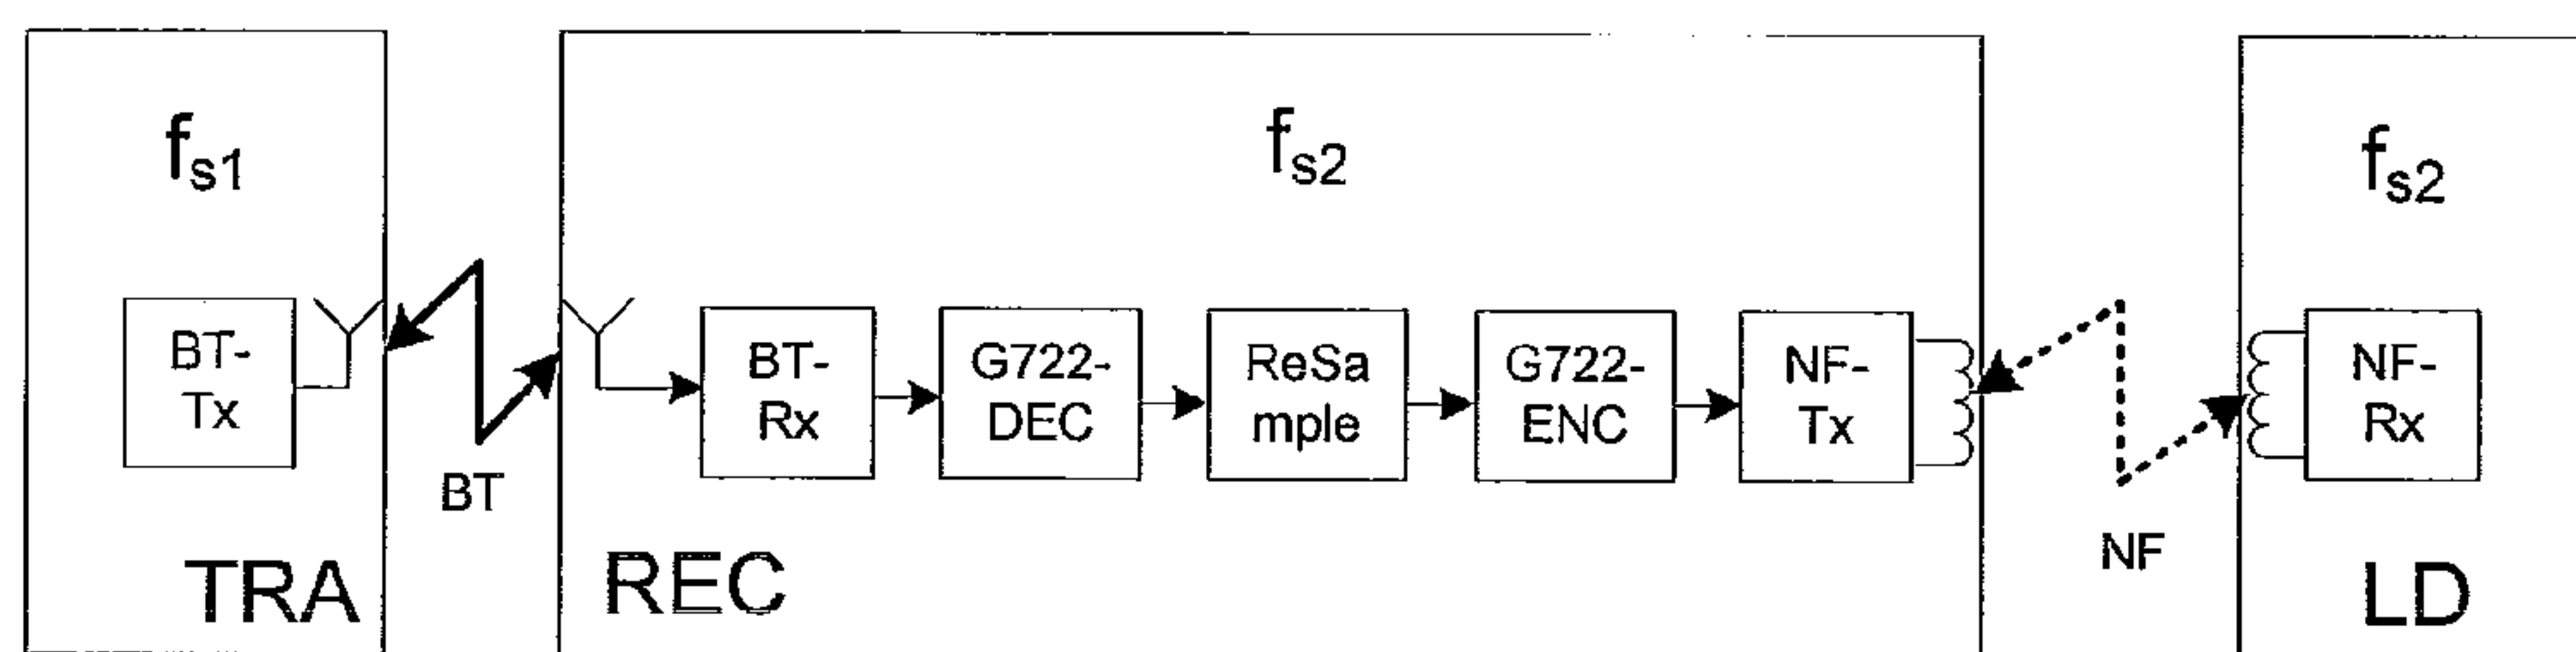 fs1
fs2
fs2
BT-
Tx
BT
BT-
Rx
G722-
DEC
ReSa
mple
G722-
ENC
NF-
Tx
NF
NF-
Rx
TRA
REC
LD